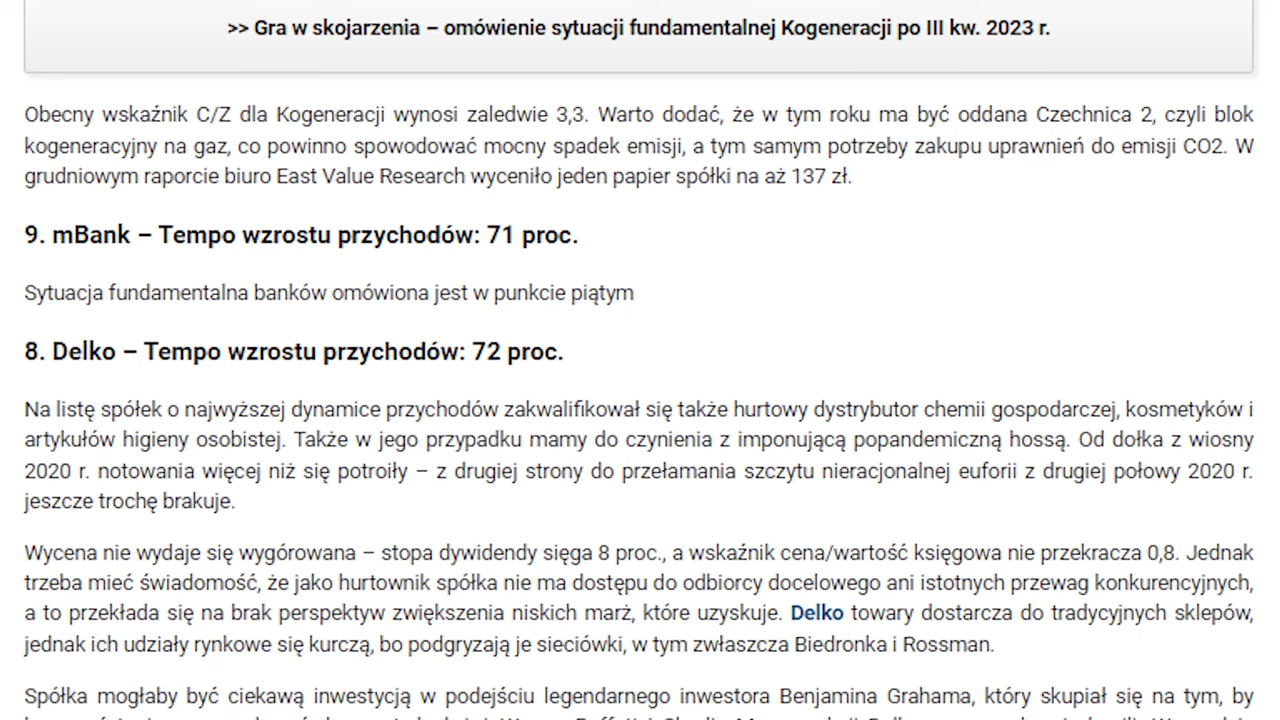 >> Gra w skojarzenia – omówienie sytuacji fundamentalnej Kogeneracji po III kw. 2023 r.
Obecny wskaźnik C/Z dla Kogeneracji wynosi zaledwie 3,3. Warto dodać, że w tym roku ma być oddana Czechnica 2, czyli blok
kogeneracyjny na gaz, co powinno spowodować mocny spadek emisji, a tym samym potrzeby zakupu uprawnień do emisji CO2. W
grudniowym raporcie biuro East Value Research wyceniło jeden papier spółki na aż 137 zł.
9. mBank – Tempo wzrostu przychodów: 71 proc.
Sytuacja fundamentalna banków omówiona jest w punkcie piątym
8. Delko – Tempo wzrostu przychodów: 72 proc.
Na listę spółek o najwyższej dynamice przychodów zakwalifikował się także hurtowy dystrybutor chemii gospodarczej, kosmetyków i
artykułów higieny osobistej. Także w jego przypadku mamy do czynienia z imponującą popandemiczną hossą. Od dołka z wiosny
2020 r. notowania więcej niż się potroiły – z drugiej strony do przełamania szczytu nieracjonalnej euforii z drugiej połowy 2020 r.
jeszcze trochę brakuje.
Wycena nie wydaje się wygórowana – stopa dywidendy sięga 8 proc., a wskaźnik cena/wartość księgowa nie przekracza 0,8. Jednak
trzeba mieć świadomość, że jako hurtownik spółka nie ma dostępu do odbiorcy docelowego ani istotnych przewag konkurencyjnych,
a to przekłada się na brak perspektyw zwiększenia niskich marż, które uzyskuje. Delko towary dostarcza do tradycyjnych sklepów,
jednak ich udziały rynkowe się kurczą, bo podgryzają je sieciówki, w tym zwłaszcza Biedronka i Rossman.
Spółka mogłaby być ciekawą inwestycją w podejściu legendarnego inwestora Benjamina Grahama, który skupiał się na tym, by